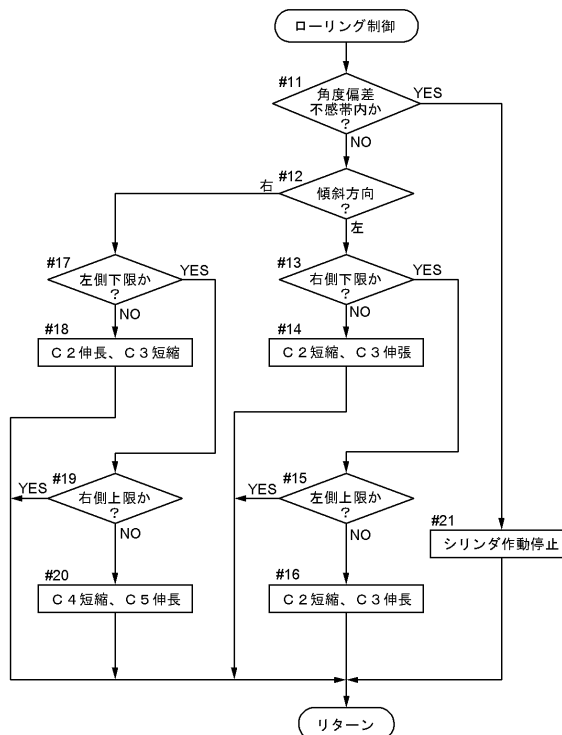 ローリング制御
#11
角度偏差
不感帯内か
?
YES
NO
#12
傾斜方向
?
右
左
#17
左側下限か
?
YES
NO
#13
右側下限か
?
YES
NO
#18
C2伸長、C3短縮
#14
C2短縮、C3伸張
#19
右側上限か
?
YES
NO
#15
左側上限か
?
YES
NO
#21
シリンダ作動停止
#20
C4短縮、C5伸長
#16
C2短縮、C3伸長
リターン